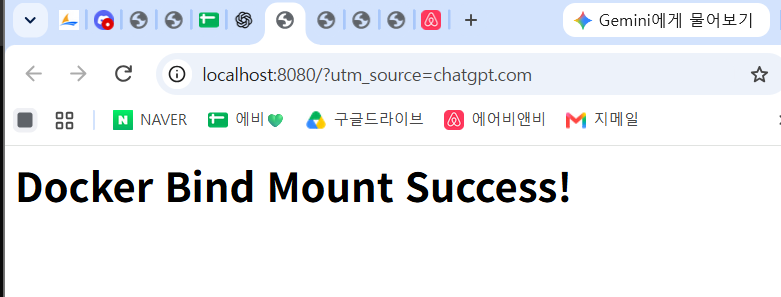 Gemini에게 물어보기
localhost:8080/?utm_source=chatgpt.com
N NAVER 에비💚 구글드라이브 에어비앤비 지메일
Docker Bind Mount Success!